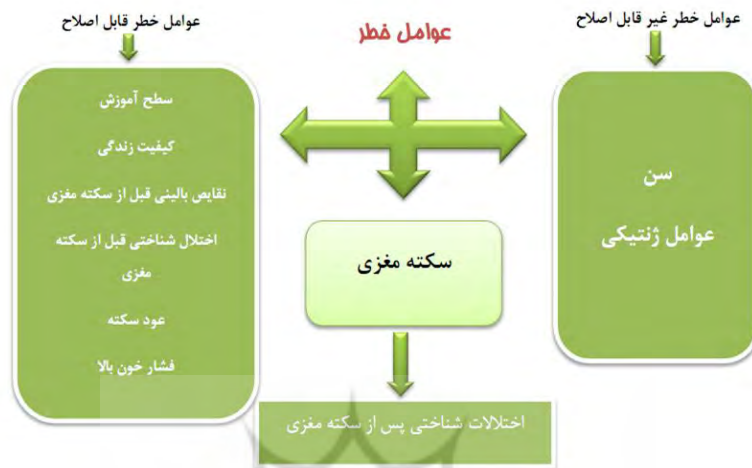 عوامل خطر
عوامل خطر غیر قابل اصلاح
سن
عوامل ژنتیکی
عوامل خطر قابل اصلاح
سطح آموزش
کیفیت زندگی
نقایص بالینی قبل از سکته مغزی
اختلال شناختی قبل از سکته
مغزی
عود سکته
فشار خون بالا
سکته مغزی
اختلالات شناختی پس از سکته مغزی